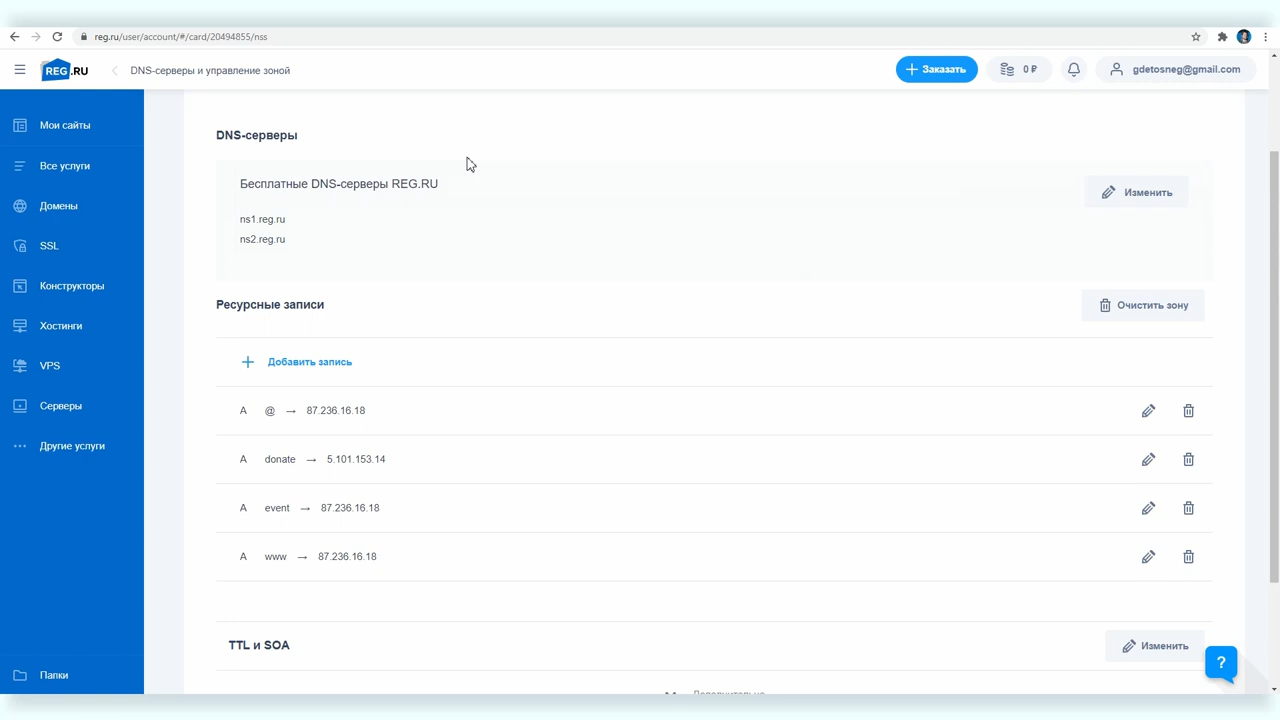 reg.ru/user/account/#/card/20494855/nss
REG.RU
DNS-серверы и управление зоной
Заказать
0 ₽
gdetosneg@gmail.com
Мои сайты
Все услуги
Домены
SSL
Конструкторы
Хостинги
VPS
Серверы
Другие услуги
Папки
DNS-серверы
Бесплатные DNS-серверы REG.RU
Изменить
ns1.reg.ru
ns2.reg.ru
Ресурсные записи
Очистить зону
Добавить запись
A @ → 87.236.16.18
A donate → 5.101.153.14
A event → 87.236.16.18
A www → 87.236.16.18
TTL и SOA
Изменить
?